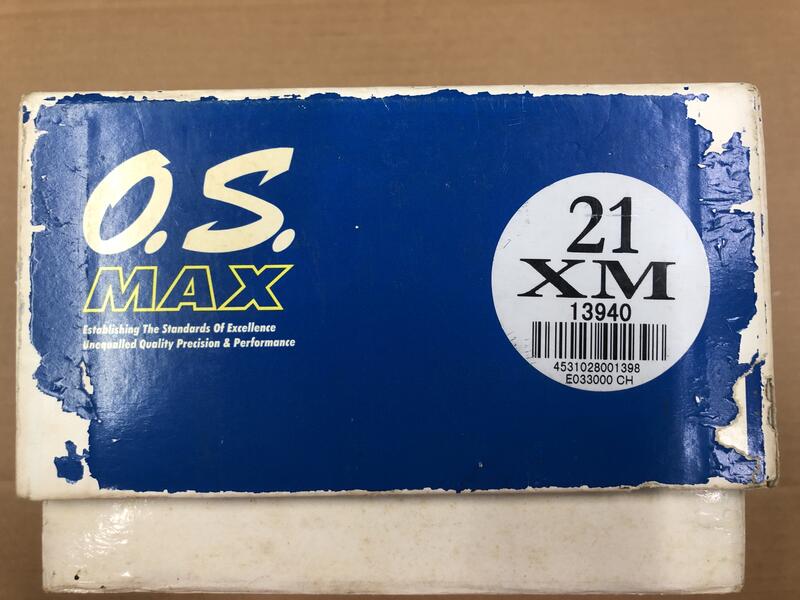 O.S.
MAX
Establishing The Standards Of Excellence
Unequalled Quality Precision & Performance
21
XM
13940
4531028001398
E033000 CH